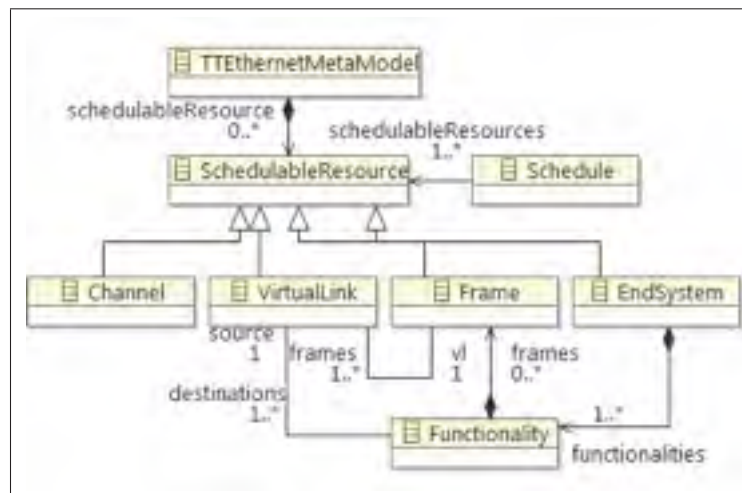 TTEthernetMetaModel
schedulableResource
0..*
schedulableResources
1..*
SchedulableResource
Schedule
Channel
VirtualLink
Frame
EndSystem
source
1
frames
1..*
vl
1
frames
0..*
destinations
1..*
Functionality
1..*
functionalities